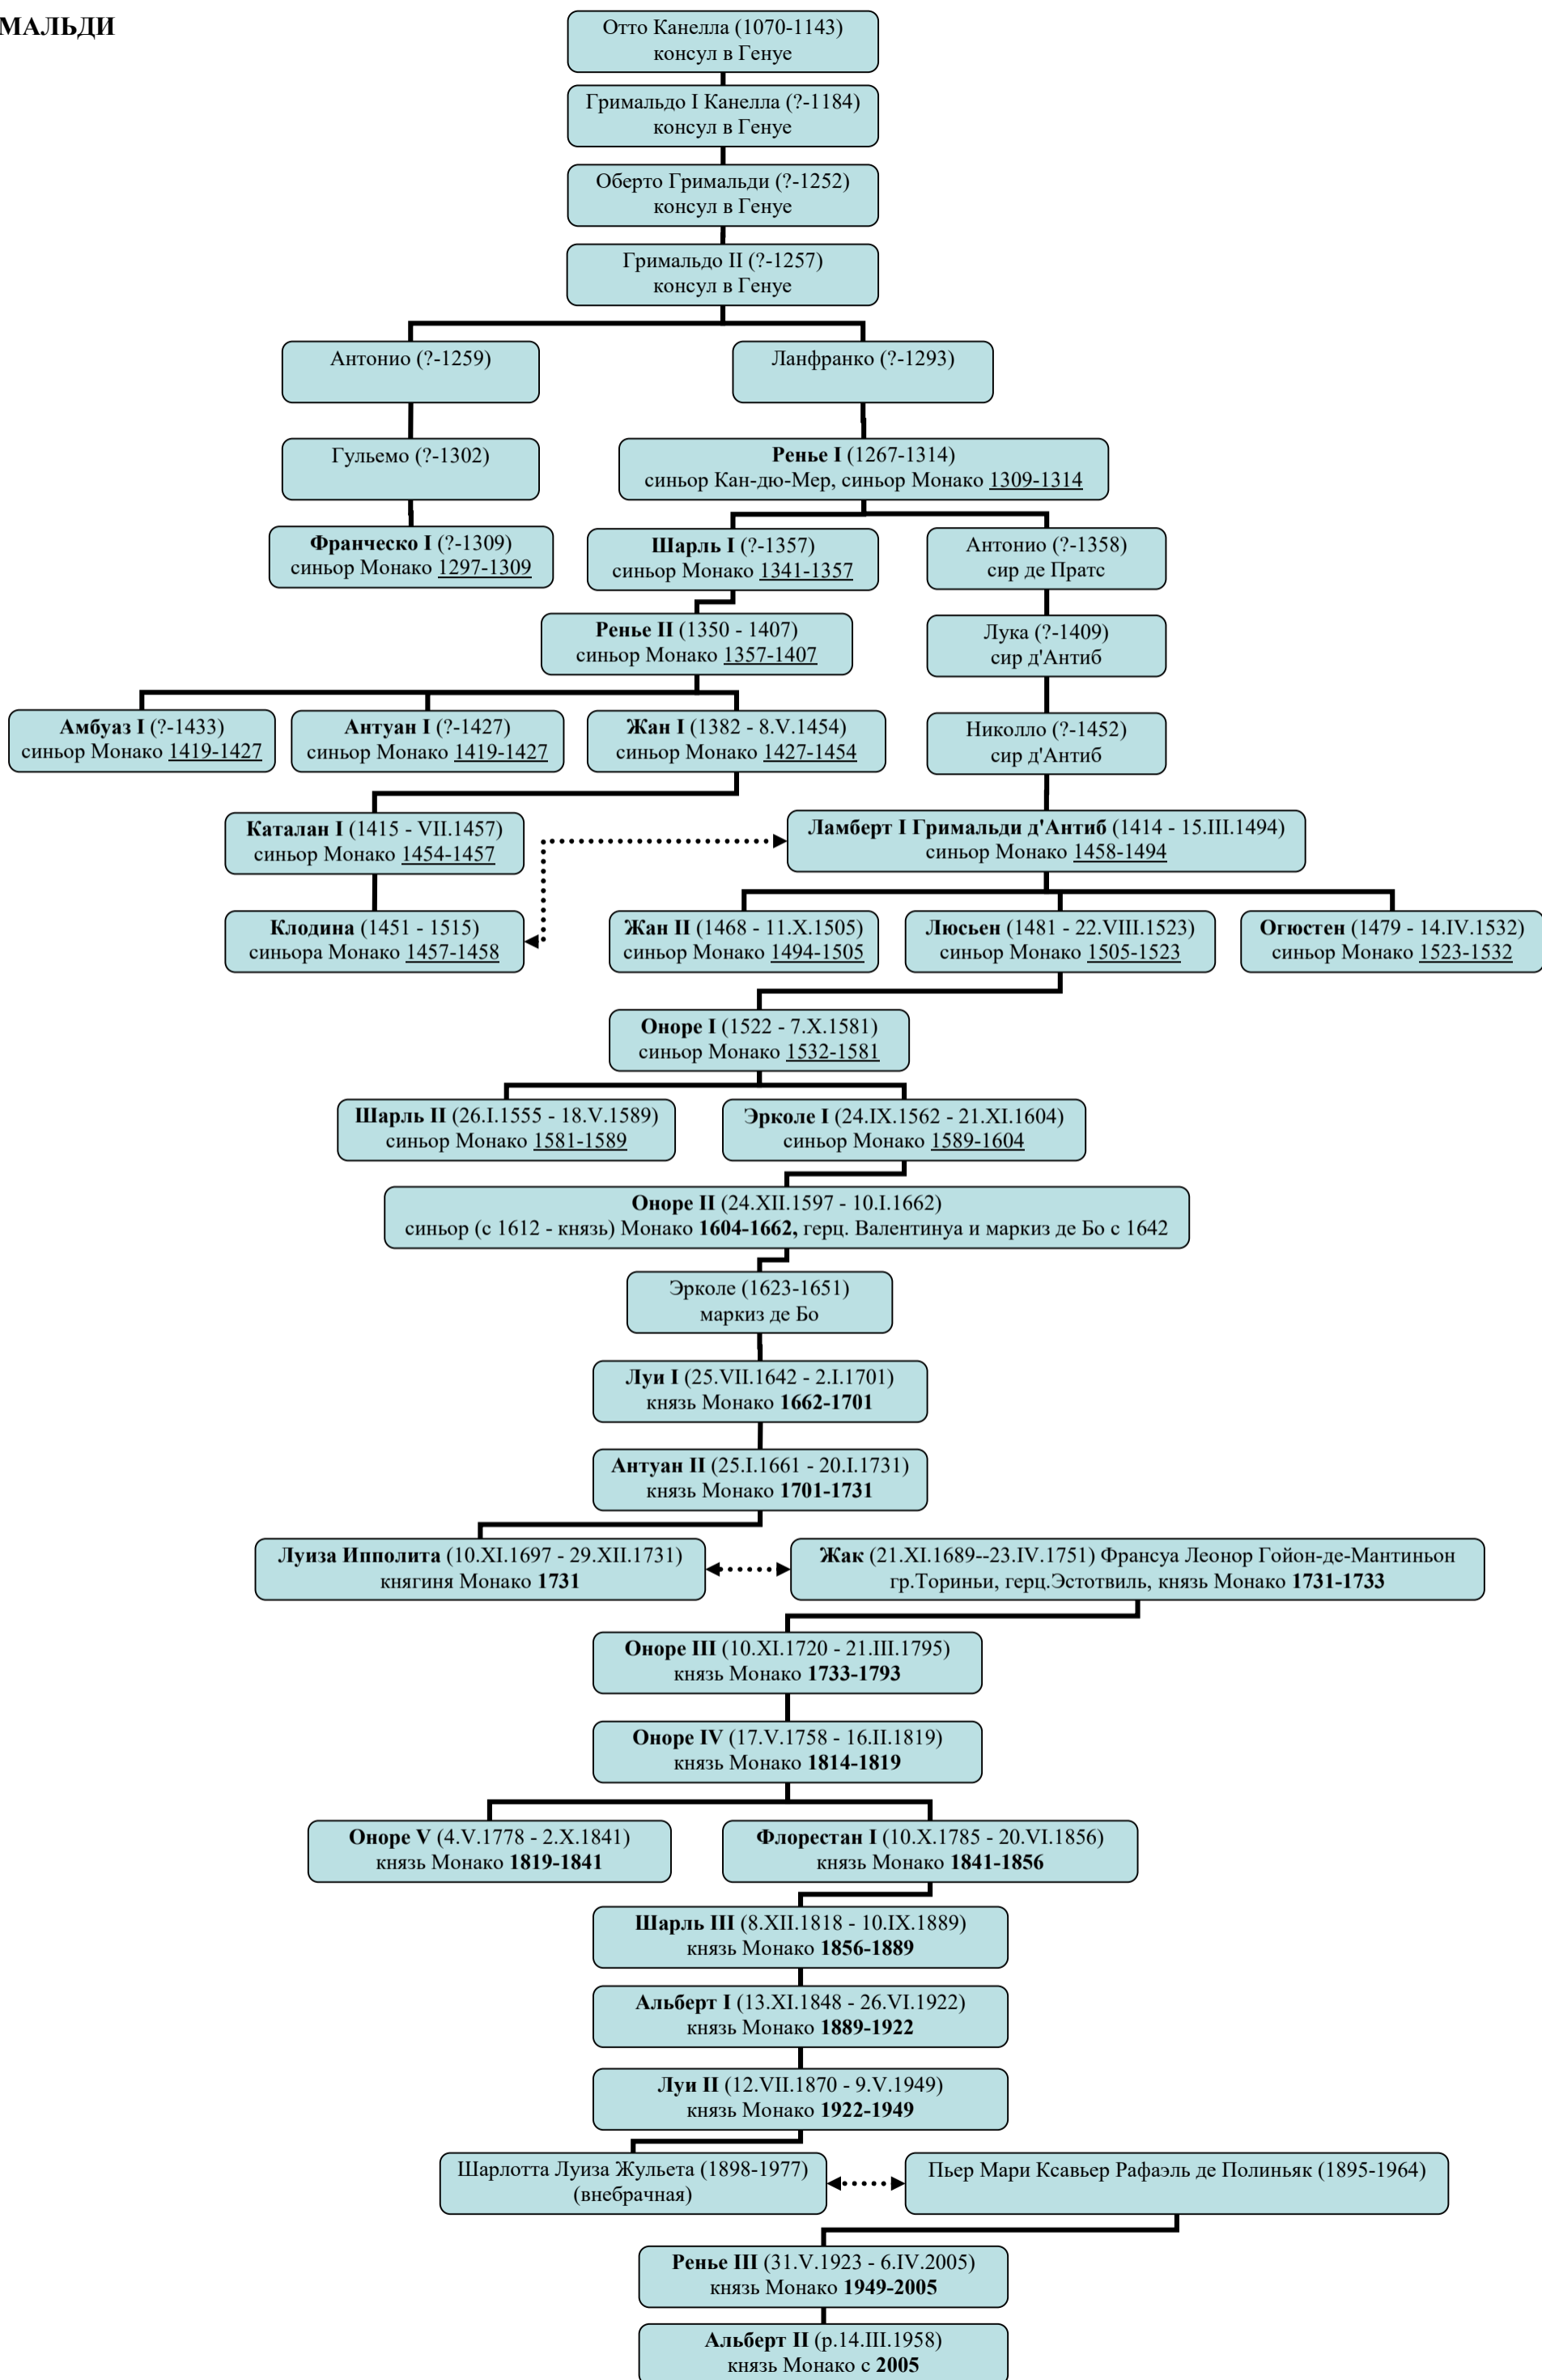 МАЛЬДИ
Отто Канелла (1070-1143)
консул в Генуе
Гримальдо I Канелла (?-1184)
консул в Генуе
Оберто Гримальди (?-1252)
консул в Генуе
Гримальдо II (?-1257)
консул в Генуе
Антонио (?-1259)
Ланфранко (?-1293)
Гульемо (?-1302)
Ренье I (1267-1314)
синьор Кан-дю-Мер, синьор Монако 1309-1314
Франческо I (?-1309)
синьор Монако 1297-1309
Шарль I (?-1357)
синьор Монако 1341-1357
Антонио (?-1358)
сир де Пратс
Ренье II (1350 - 1407)
синьор Монако 1357-1407
Лука (?-1409)
сир д'Антиб
Амбуаз I (?-1433)
синьор Монако 1419-1427
Антуан I (?-1427)
синьор Монако 1419-1427
Жан I (1382 - 8.V.1454)
синьор Монако 1427-1454
Николло (?-1452)
сир д'Антиб
Каталан I (1415 - VII.1457)
синьор Монако 1454-1457
Ламберт I Гримальди д'Антиб (1414 - 15.III.1494)
синьор Монако 1458-1494
Клодина (1451 - 1515)
синьора Монако 1457-1458
Жан II (1468 - 11.X.1505)
синьор Монако 1494-1505
Люсьен (1481 - 22.VIII.1523)
синьор Монако 1505-1523
Огюстен (1479 - 14.IV.1532)
синьор Монако 1523-1532
Оноре I (1522 - 7.X.1581)
синьор Монако 1532-1581
Шарль II (26.I.1555 - 18.V.1589)
синьор Монако 1581-1589
Эрколе I (24.IX.1562 - 21.XI.1604)
синьор Монако 1589-1604
Оноре II (24.XII.1597 - 10.I.1662)
синьор (с 1612 - князь) Монако 1604-1662, герц. Валентинуа и маркиз де Бо с 1642
Эрколе (1623-1651)
маркиз де Бо
Луи I (25.VII.1642 - 2.I.1701)
князь Монако 1662-1701
Антуан II (25.I.1661 - 20.I.1731)
князь Монако 1701-1731
Луиза Ипполита (10.XI.1697 - 29.XII.1731)
княгиня Монако 1731
Жак (21.XI.1689--23.IV.1751) Франсуа Леонор Гойон-де-Мантиньон
гр.Ториньи, герц.Эстотвиль, князь Монако 1731-1733
Оноре III (10.XI.1720 - 21.III.1795)
князь Монако 1733-1793
Оноре IV (17.V.1758 - 16.II.1819)
князь Монако 1814-1819
Оноре V (4.V.1778 - 2.X.1841)
князь Монако 1819-1841
Флорестан I (10.X.1785 - 20.VI.1856)
князь Монако 1841-1856
Шарль III (8.XII.1818 - 10.IX.1889)
князь Монако 1856-1889
Альберт I (13.XI.1848 - 26.VI.1922)
князь Монако 1889-1922
Луи II (12.VII.1870 - 9.V.1949)
князь Монако 1922-1949
Шарлотта Луиза Жульета (1898-1977)
(внебрачная)
Пьер Мари Ксавьер Рафаэль де Полиньяк (1895-1964)
Ренье III (31.V.1923 - 6.IV.2005)
князь Монако 1949-2005
Альберт II (р.14.III.1958)
князь Монако с 2005